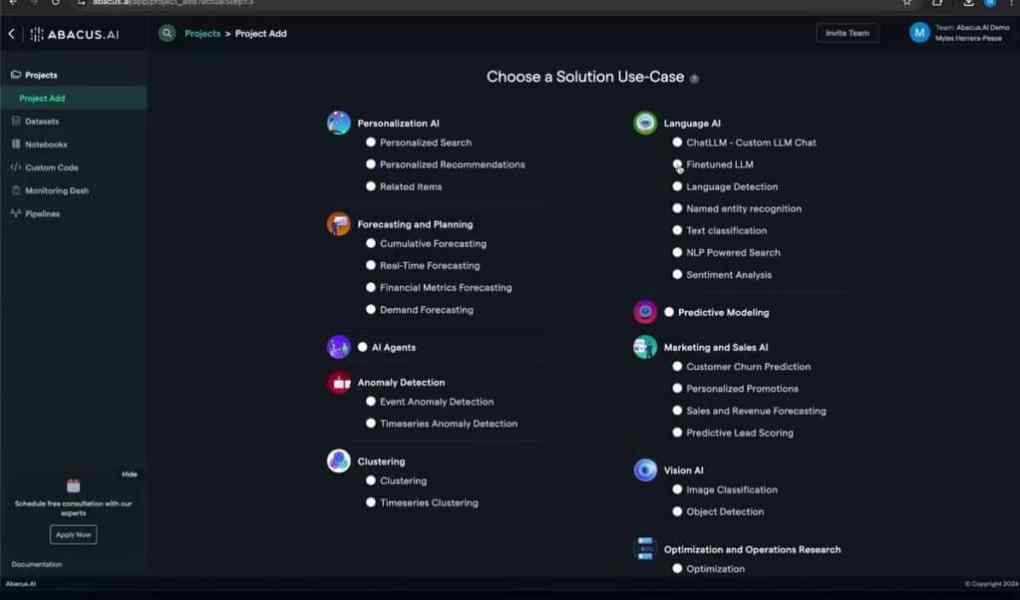 ABACUS.AI
Projects > Project Add
Invite Team
M
Team: Abacus.AI Demo
Myles Herrera-Pease
Projects
Project Add
Datasets
Notebooks
</> Custom Code
Monitoring Dash
Pipelines
Choose a Solution Use-Case
Personalization AI
Personalized Search
Personalized Recommendations
Related Items
Forecasting and Planning
Cumulative Forecasting
Real-Time Forecasting
Financial Metrics Forecasting
Demand Forecasting
AI Agents
Anomaly Detection
Event Anomaly Detection
Timeseries Anomaly Detection
Clustering
Clustering
Timeseries Clustering
Language AI
ChatLLM - Custom LLM Chat
Finetuned LLM
Language Detection
Named entity recognition
Text classification
NLP Powered Search
Sentiment Analysis
Predictive Modeling
Marketing and Sales AI
Customer Churn Prediction
Personalized Promotions
Sales and Revenue Forecasting
Predictive Lead Scoring
Vision AI
Image Classification
Object Detection
Optimization and Operations Research
Optimization
Hide
Schedule free consultation with our
experts
Apply Now
Documentation
Abacus.AI
© Copyright 2024